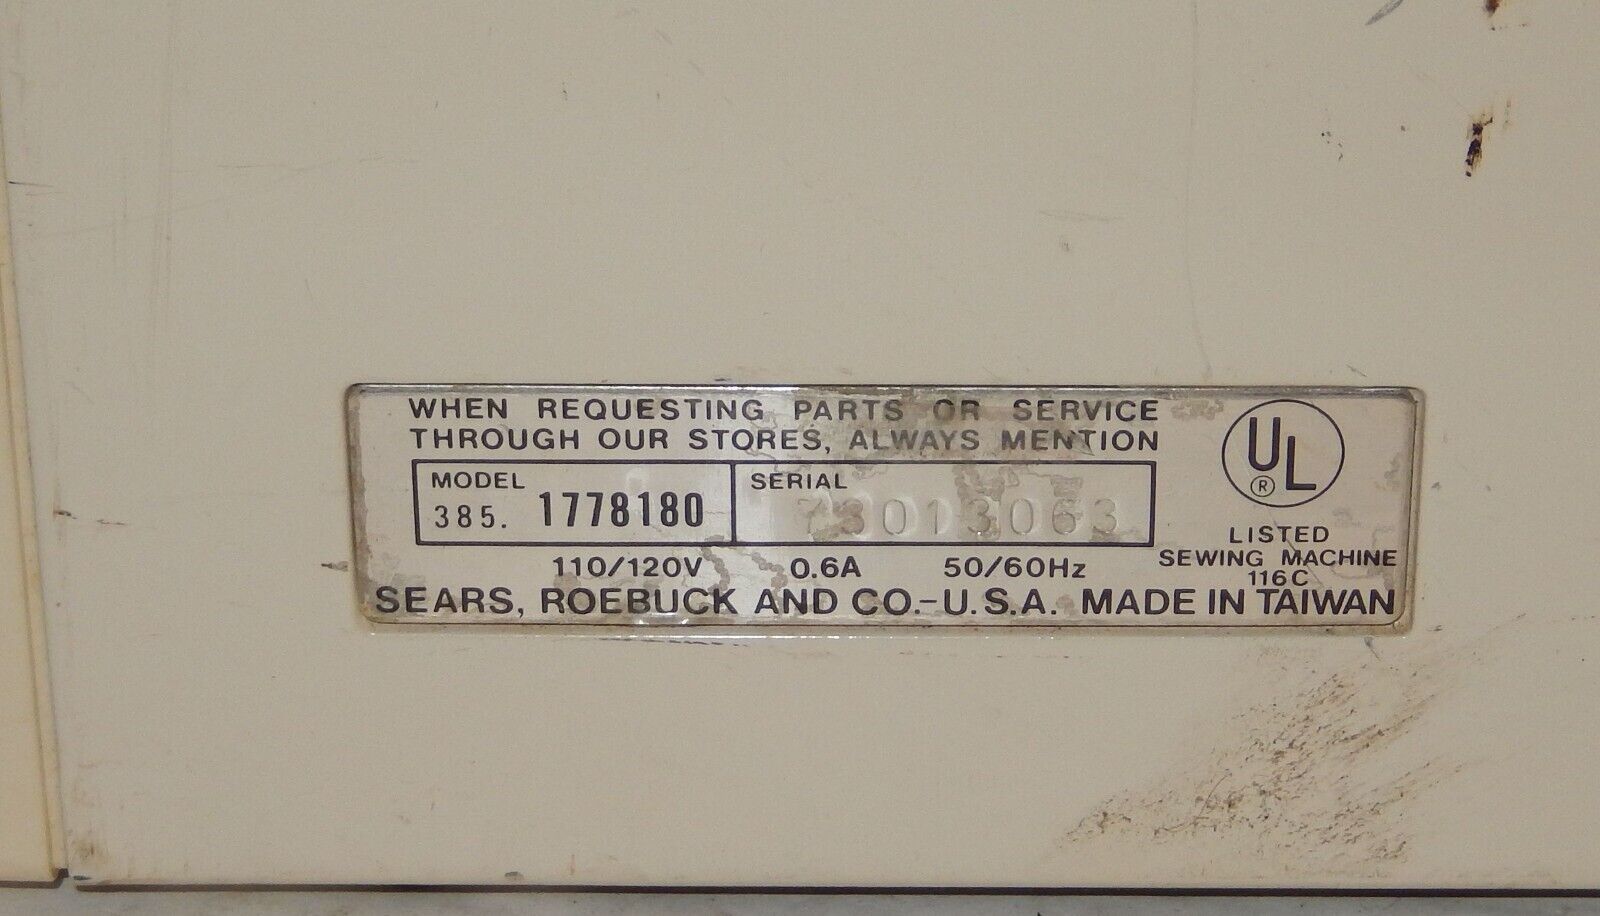 WHEN REQUESTING PARTS OR SERVICE
THROUGH OUR STORES, ALWAYS MENTION
MODEL
385. 1778180
SERIAL
73013063
110/120V 0.6A 50/60Hz
SEARS, ROEBUCK AND CO.-U.S.A. MADE IN TAIWAN
UL
®
LISTED
SEWING MACHINE
116C